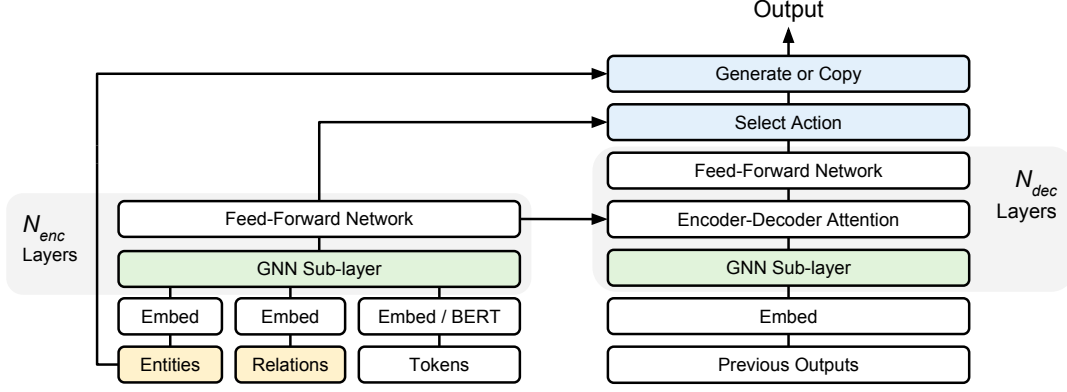 Output
Generate or Copy
Select Action
Feed-Forward Network
N_dec
Layers
Encoder-Decoder Attention
GNN Sub-layer
Embed
Previous Outputs
N_enc
Layers
Feed-Forward Network
GNN Sub-layer
Embed
Embed
Embed / BERT
Entities
Relations
Tokens